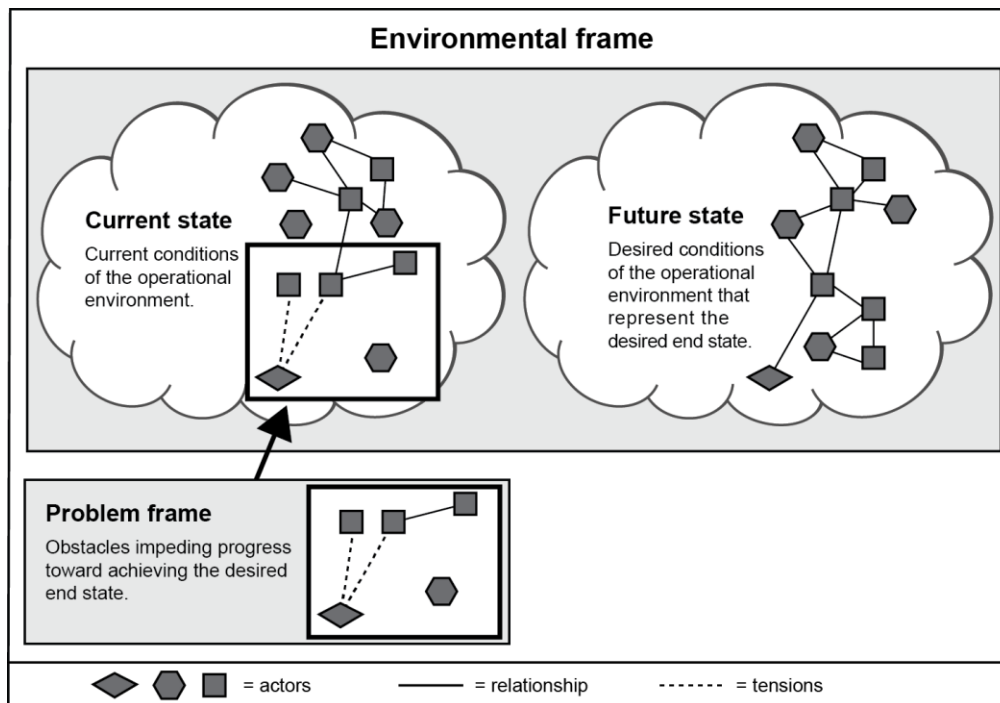 Environmental frame
Current state
Current conditions
of the operational
environment.
Future state
Desired conditions
of the operational
environment that
represent the
desired end state.
Problem frame
Obstacles impeding progress
toward achieving the desired
end state.
= actors
= relationship
= tensions